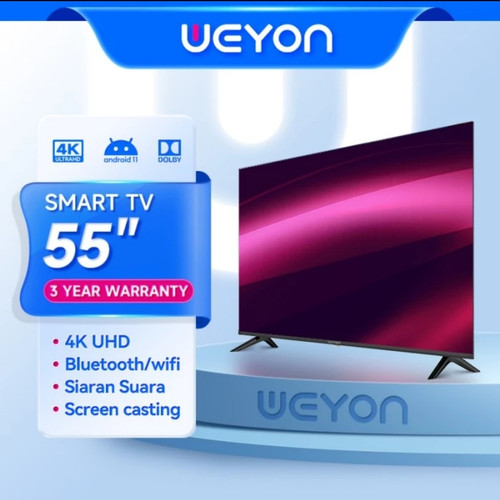 WEYON
4K
ULTRAHD
android 11
DOLBY
SMART TV
55"
3 YEAR WARRANTY
• 4K UHD
• Bluetooth/wifi
• Siaran Suara
• Screen casting
WEYON